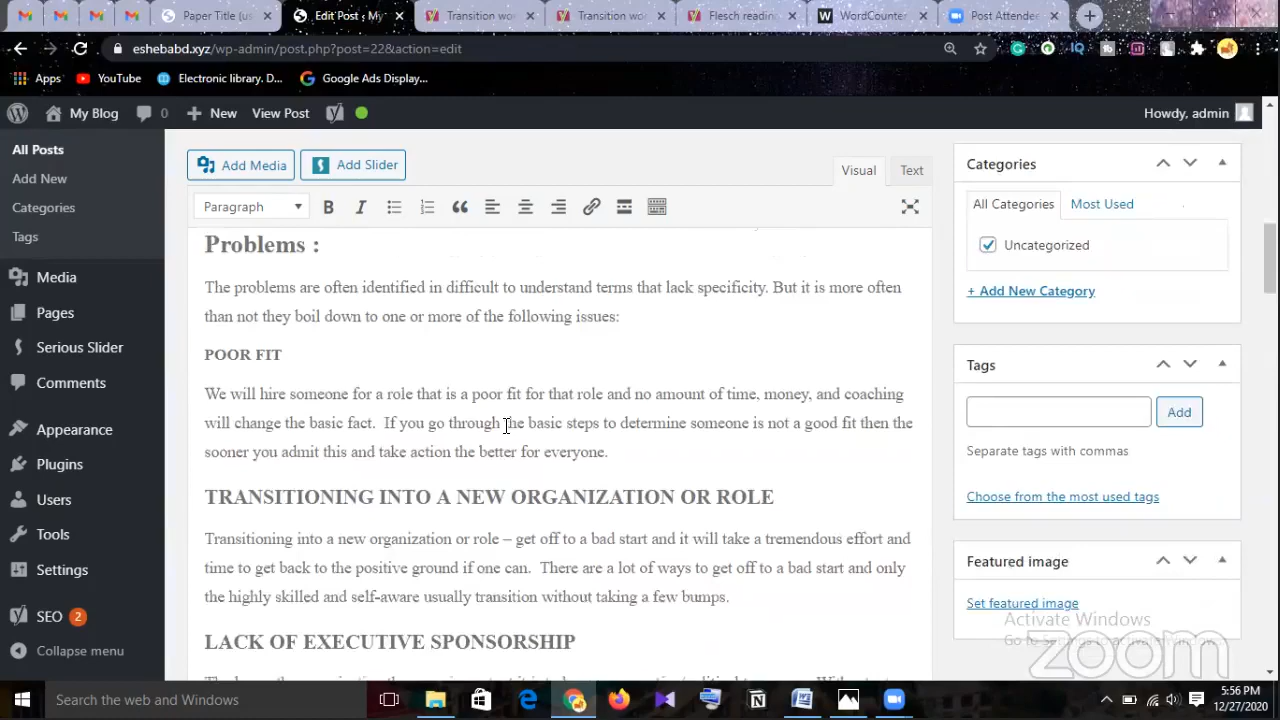 Paper Title (us
Edit Post ‹ My
Transition wo
Transition wo
Flesch readin
WordCounter
Post Attende
eshebabd.xyz/wp-admin/post.php?post=22&action=edit
Apps
YouTube
Electronic library. D...
Google Ads Display...
My Blog
0
New
View Post
Howdy, admin
All Posts
Add New
Categories
Tags
Media
Pages
Serious Slider
Comments
Appearance
Plugins
Users
Tools
Settings
SEO 2
Collapse menu
Add Media
Add Slider
Visual
Text
Paragraph
Problems :
The problems are often identified in difficult to understand terms that lack specificity. But it is more often
than not they boil down to one or more of the following issues:
POOR FIT
We will hire someone for a role that is a poor fit for that role and no amount of time, money, and coaching
will change the basic fact.  If you go through the basic steps to determine someone is not a good fit then the
sooner you admit this and take action the better for everyone.
TRANSITIONING INTO A NEW ORGANIZATION OR ROLE
Transitioning into a new organization or role – get off to a bad start and it will take a tremendous effort and
time to get back to the positive ground if one can.  There are a lot of ways to get off to a bad start and only
the highly skilled and self-aware usually transition without taking a few bumps.
LACK OF EXECUTIVE SPONSORSHIP
Categories
All Categories
Most Used
Uncategorized
+ Add New Category
Tags
Add
Separate tags with commas
Choose from the most used tags
Featured image
Set featured image
Activate Windows
zoom
Search the web and Windows
5:56 PM
12/27/2020